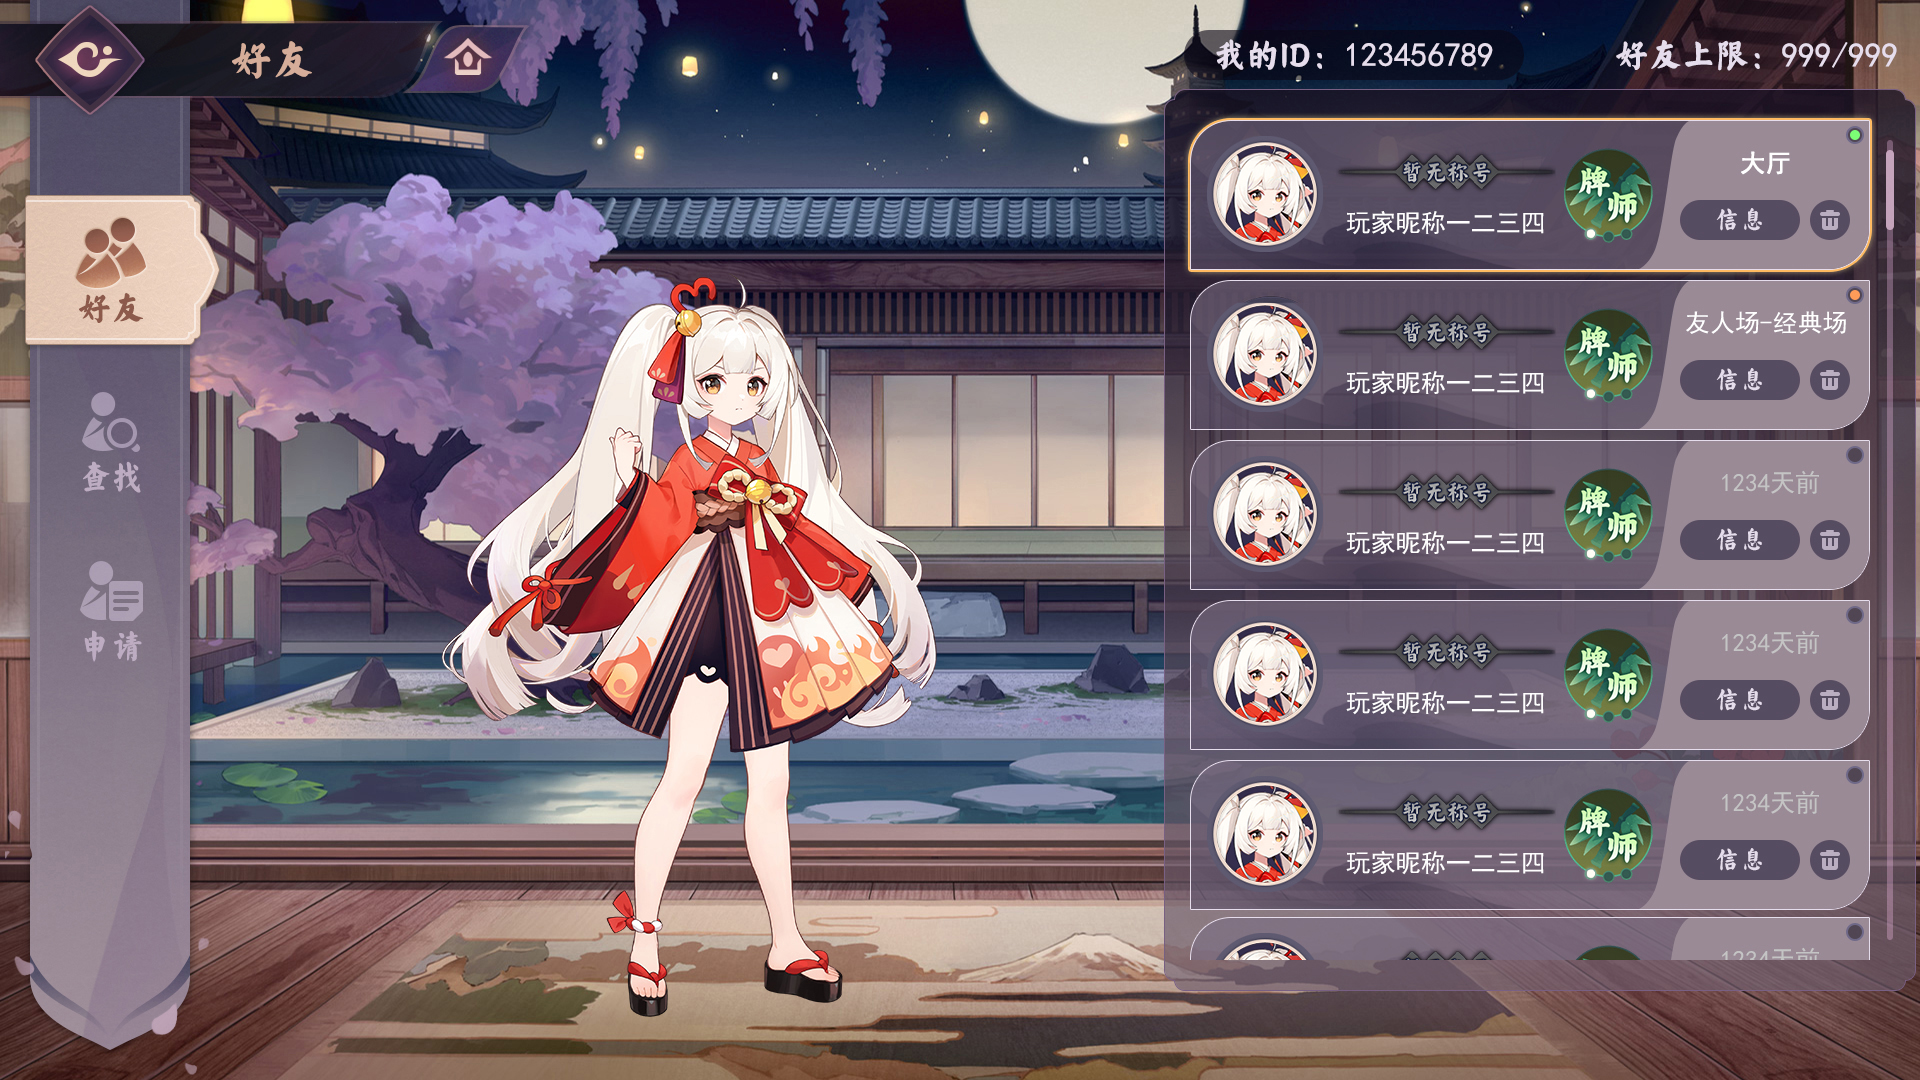 好友
我的ID：123456789
好友上限：999/999
好友
查找
申请
暂无称号
玩家昵称一二三四
牌师
大厅
信息
暂无称号
玩家昵称一二三四
牌师
友人场-经典场
信息
暂无称号
玩家昵称一二三四
牌师
1234天前
信息
暂无称号
玩家昵称一二三四
牌师
1234天前
信息
暂无称号
玩家昵称一二三四
牌师
1234天前
信息
1234天前